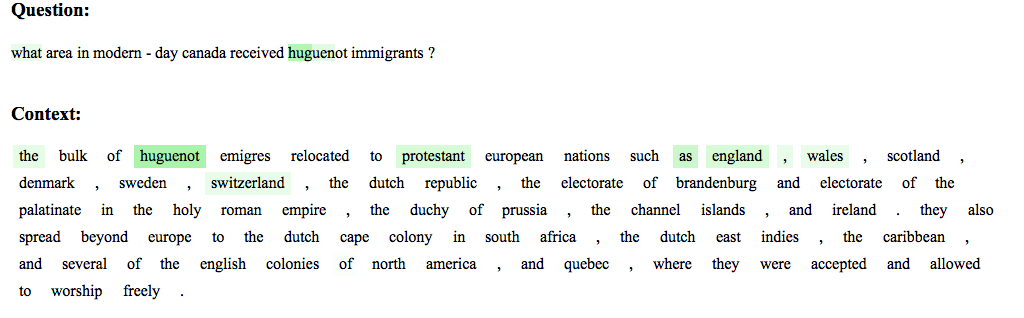 Question:
what area in modern - day canada received huguenot immigrants ?
Context:
the bulk of huguenot emigres relocated to protestant european nations such as england , wales , scotland ,
denmark , sweden , switzerland , the dutch republic , the electorate of brandenburg and electorate of the
palatinate in the holy roman empire , the duchy of prussia , the channel islands , and ireland . they also
spread beyond europe to the dutch cape colony in south africa , the dutch east indies , the caribbean ,
and several of the english colonies of north america , and quebec , where they were accepted and allowed
to worship freely .